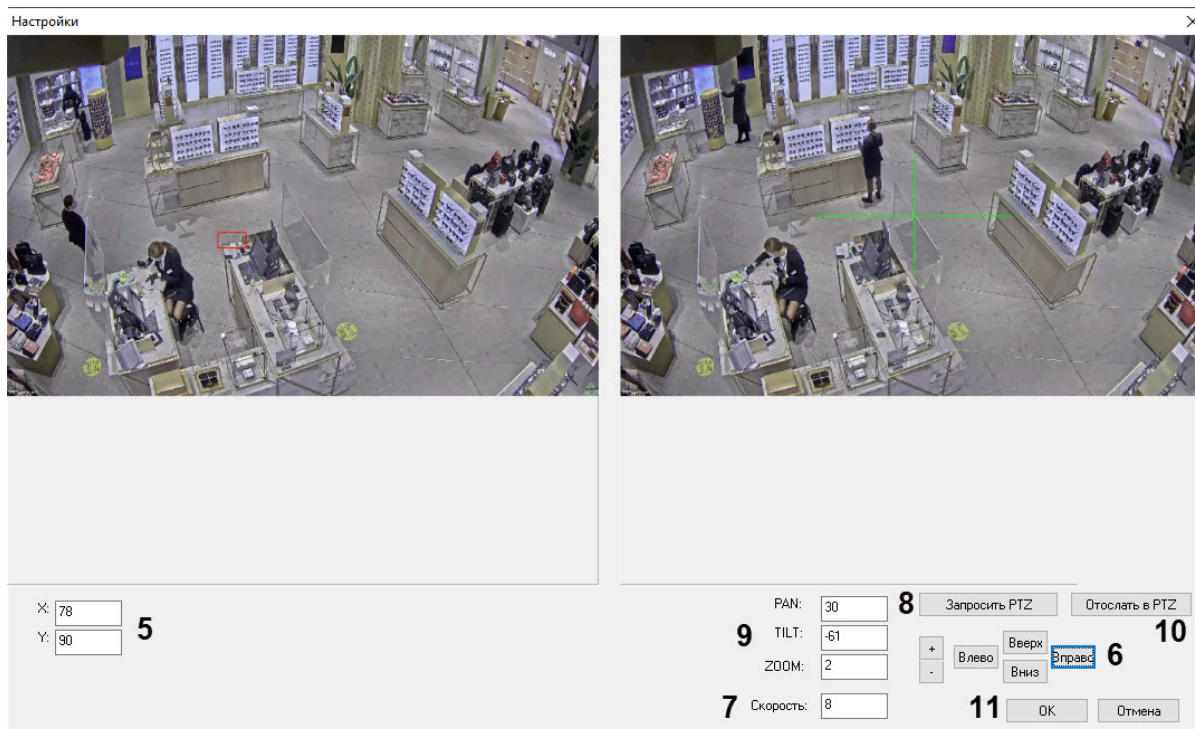 Настройки
X: 78
Y: 90
5
PAN: 30
8
Запросить PTZ
Отослать в PTZ
9
TILT: -61
10
ZOOM: 2
+
-
Влево
Вверх
Вниз
Вправо
6
7
Скорость: 8
11
OK
Отмена